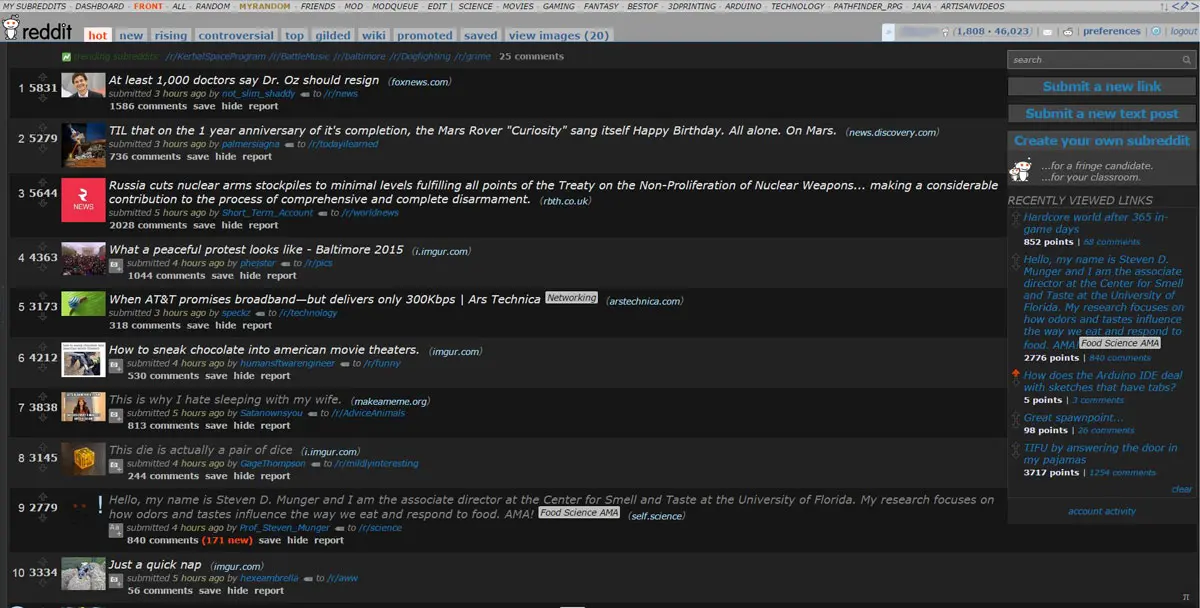 MY SUBREDDITS - DASHBOARD - FRONT - ALL - RANDOM - MYRANDOM - FRIENDS - MOD - MODQUEUE - EDIT | SCIENCE - MOVIES - GAMING - FANTASY - BESTOF - 3DPRINTING - ARDUINO - TECHNOLOGY - PATHFINDER_RPG - JAVA - ARTISANVIDEOS
reddit hot new rising controversial top gilded wiki promoted saved view images (20)
(1,808 · 46,023) | preferences | logout
trending subreddits /r/KerbalSpaceProgram /r/BattleMusic /r/baltimore /r/Dogfighting /r/grime 25 comments
search
Submit a new link
Submit a new text post
Create your own subreddit
...for a fringe candidate.
...for your classroom.
1 5831 At least 1,000 doctors say Dr. Oz should resign (foxnews.com)
submitted 3 hours ago by not_slim_shaddy to /r/news
1586 comments save hide report
2 5279 TIL that on the 1 year anniversary of it's completion, the Mars Rover "Curiosity" sang itself Happy Birthday. All alone. On Mars. (news.discovery.com)
submitted 3 hours ago by palmersiagna to /r/todayilearned
736 comments save hide report
3 5644 Russia cuts nuclear arms stockpiles to minimal levels fulfilling all points of the Treaty on the Non-Proliferation of Nuclear Weapons... making a considerable
contribution to the process of comprehensive and complete disarmament. (rbth.co.uk)
NEWS
submitted 5 hours ago by Short_Term_Account to /r/worldnews
2028 comments save hide report
4 4363 What a peaceful protest looks like - Baltimore 2015 (i.imgur.com)
submitted 4 hours ago by phejster to /r/pics
1044 comments save hide report
5 3173 When AT&T promises broadband—but delivers only 300Kbps | Ars Technica Networking (arstechnica.com)
submitted 3 hours ago by speckz to /r/technology
318 comments save hide report
6 4212 How to sneak chocolate into american movie theaters. (imgur.com)
submitted 4 hours ago by humansftwarengineer to /r/funny
530 comments save hide report
7 3838 This is why I hate sleeping with my wife. (makeameme.org)
submitted 5 hours ago by Satanownsyou to /r/AdviceAnimals
813 comments save hide report
8 3145 This die is actually a pair of dice (i.imgur.com)
submitted 4 hours ago by GageThompson to /r/mildlyinteresting
244 comments save hide report
9 2779 ! Hello, my name is Steven D. Munger and I am the associate director at the Center for Smell and Taste at the University of Florida. My research focuses on
how odors and tastes influence the way we eat and respond to food. AMA! Food Science AMA (self.science)
Aa submitted 4 hours ago by Prof_Steven_Munger to /r/science
840 comments (171 new) save hide report
10 3334 Just a quick nap (imgur.com)
submitted 5 hours ago by hexeambrella to /r/aww
56 comments save hide report
RECENTLY VIEWED LINKS
Hardcore world after 365 in-
game days
852 points | 68 comments
Hello, my name is Steven D.
Munger and I am the associate
director at the Center for Smell
and Taste at the University of
Florida. My research focuses on
how odors and tastes influence
the way we eat and respond to
food. AMA! Food Science AMA
2776 points | 840 comments
How does the Arduino IDE deal
with sketches that have tabs?
5 points | 3 comments
Great spawnpoint...
98 points | 26 comments
TIFU by answering the door in
my pajamas
3717 points | 1254 comments
clear
account activity
π